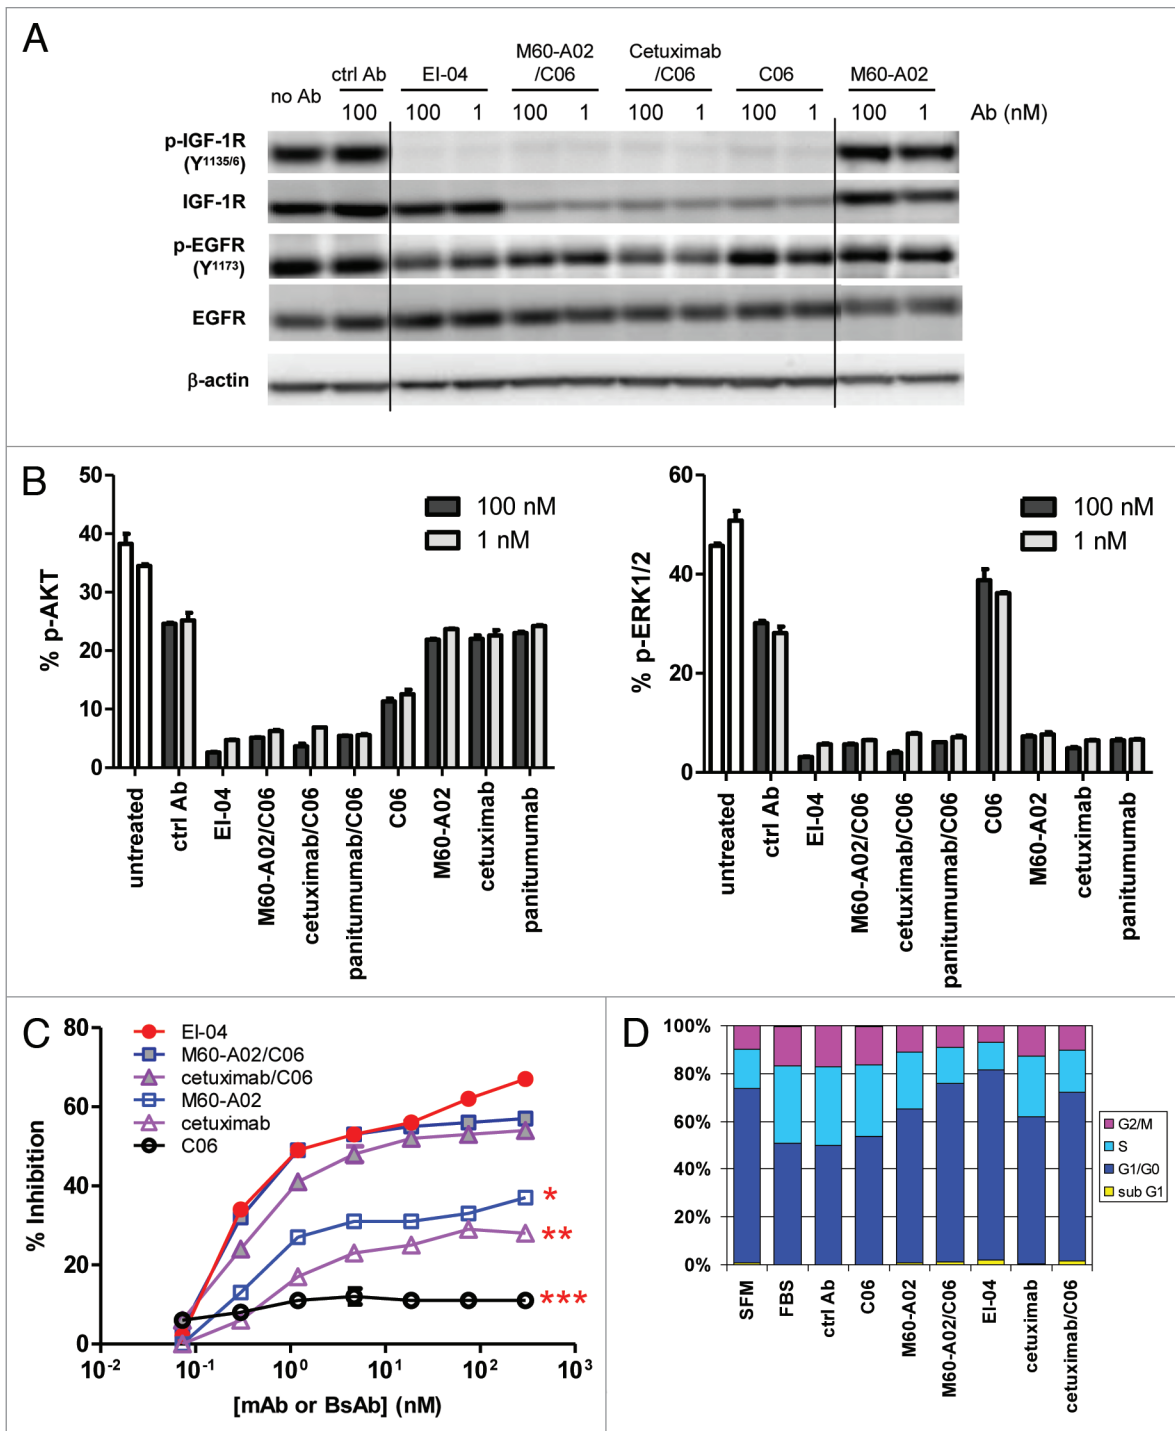 A
no Ab
ctrl Ab
EI-04
M60-A02
/C06
Cetuximab
/C06
C06
M60-A02
100
100
1
100
1
100
1
100
1
100
1
Ab (nM)
p-IGF-1R
(Y1135/6)
IGF-1R
p-EGFR
(Y1173)
EGFR
β-actin
B
50
40
30
20
10
0
% p-AKT
100 nM
1 nM
untreated
ctrl Ab
EI-04
M60-A02/C06
cetuximab/C06
panitumumab/C06
C06
M60-A02
cetuximab
panitumumab
60
40
20
0
% p-ERK1/2
100 nM
1 nM
untreated
ctrl Ab
EI-04
M60-A02/C06
cetuximab/C06
panitumumab/C06
C06
M60-A02
cetuximab
panitumumab
C
80
60
40
20
0
% Inhibition
EI-04
M60-A02/C06
cetuximab/C06
M60-A02
cetuximab
C06
*
**
***
10-2
10-1
100
101
102
103
[mAb or BsAb] (nM)
D
100%
80%
60%
40%
20%
0%
G2/M
S
G1/G0
sub G1
SFM
FBS
ctrl Ab
C06
M60-A02
M60-A02/C06
EI-04
cetuximab
cetuximab/C06